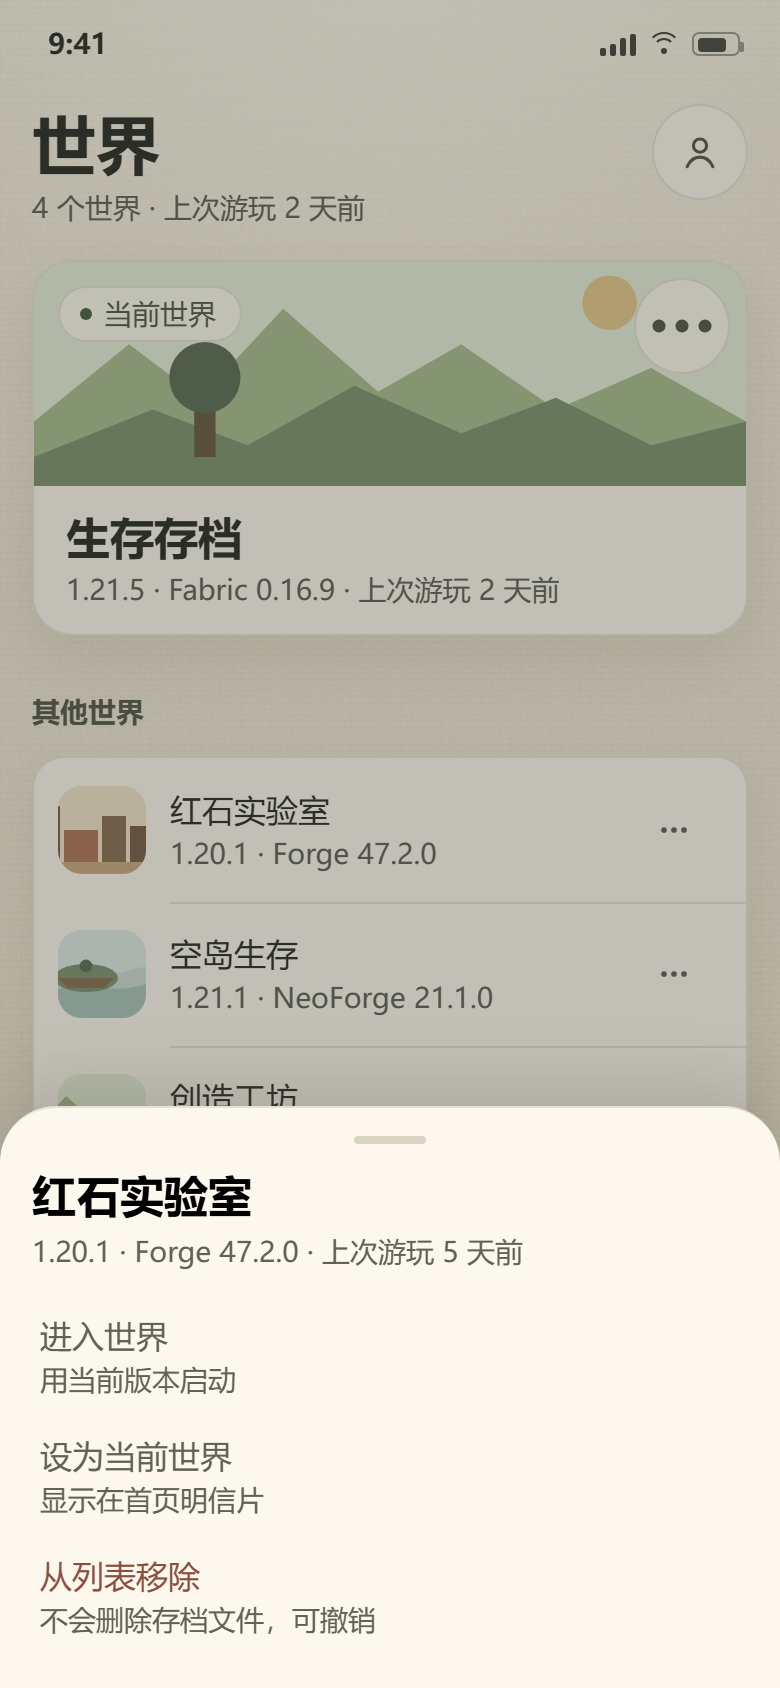 9:41
世界
4 个世界 · 上次游玩 2 天前
当前世界
生存存档
1.21.5 · Fabric 0.16.9 · 上次游玩 2 天前
其他世界
红石实验室
1.20.1 · Forge 47.2.0
空岛生存
1.21.1 · NeoForge 21.1.0
创造工坊
红石实验室
1.20.1 · Forge 47.2.0 · 上次游玩 5 天前
进入世界
用当前版本启动
设为当前世界
显示在首页明信片
从列表移除
不会删除存档文件，可撤销